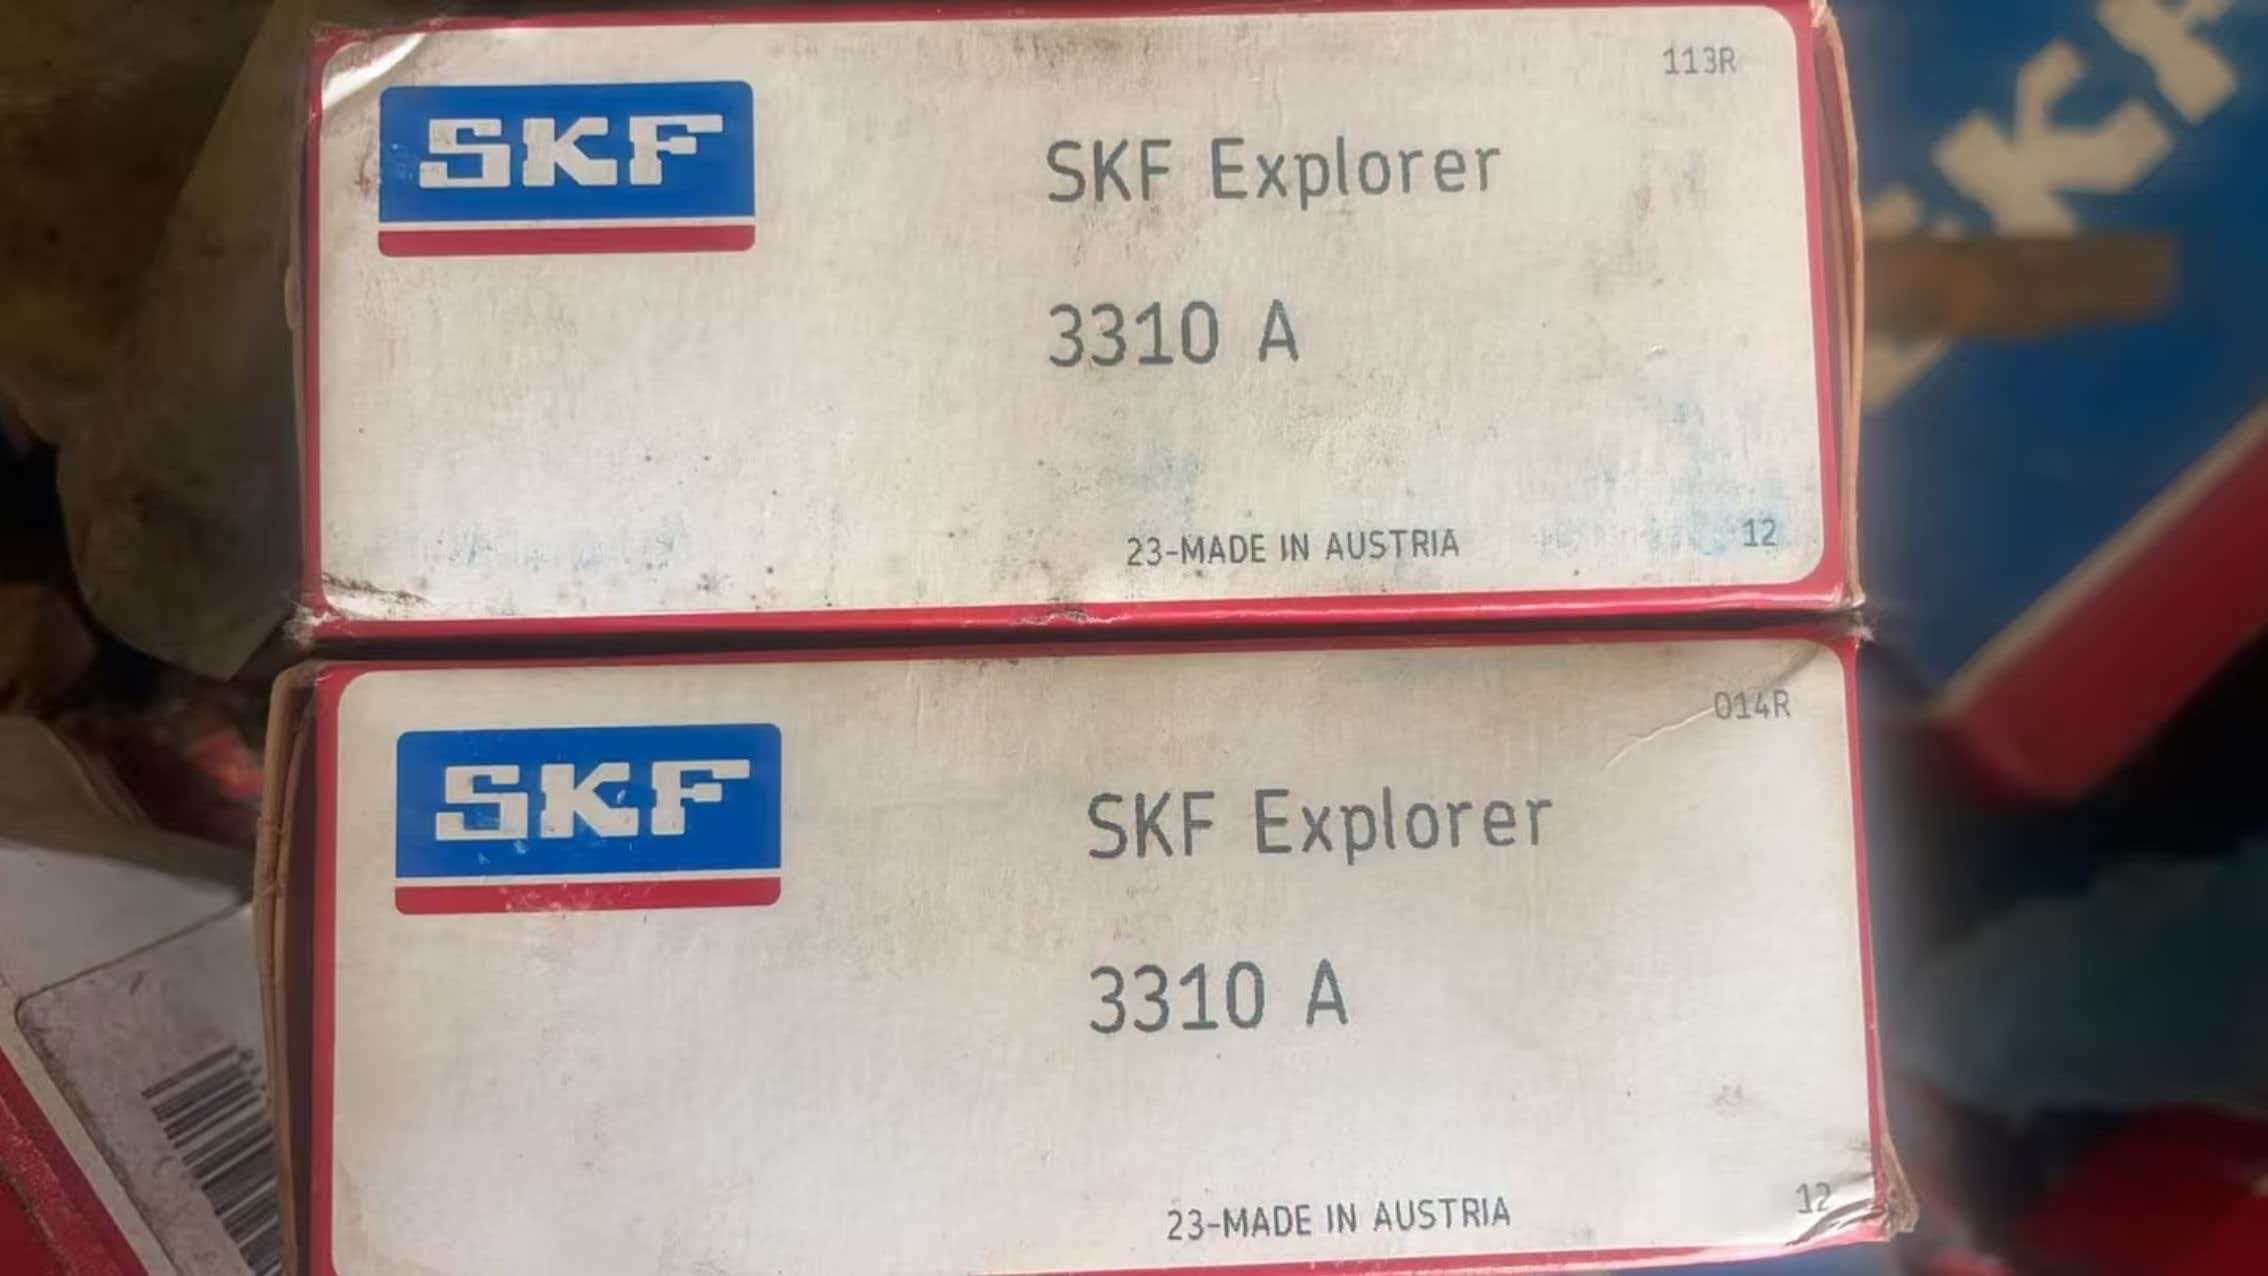 113R
SKF
SKF Explorer
3310 A
23-MADE IN AUSTRIA
12
014R
SKF
SKF Explorer
3310 A
23-MADE IN AUSTRIA
12